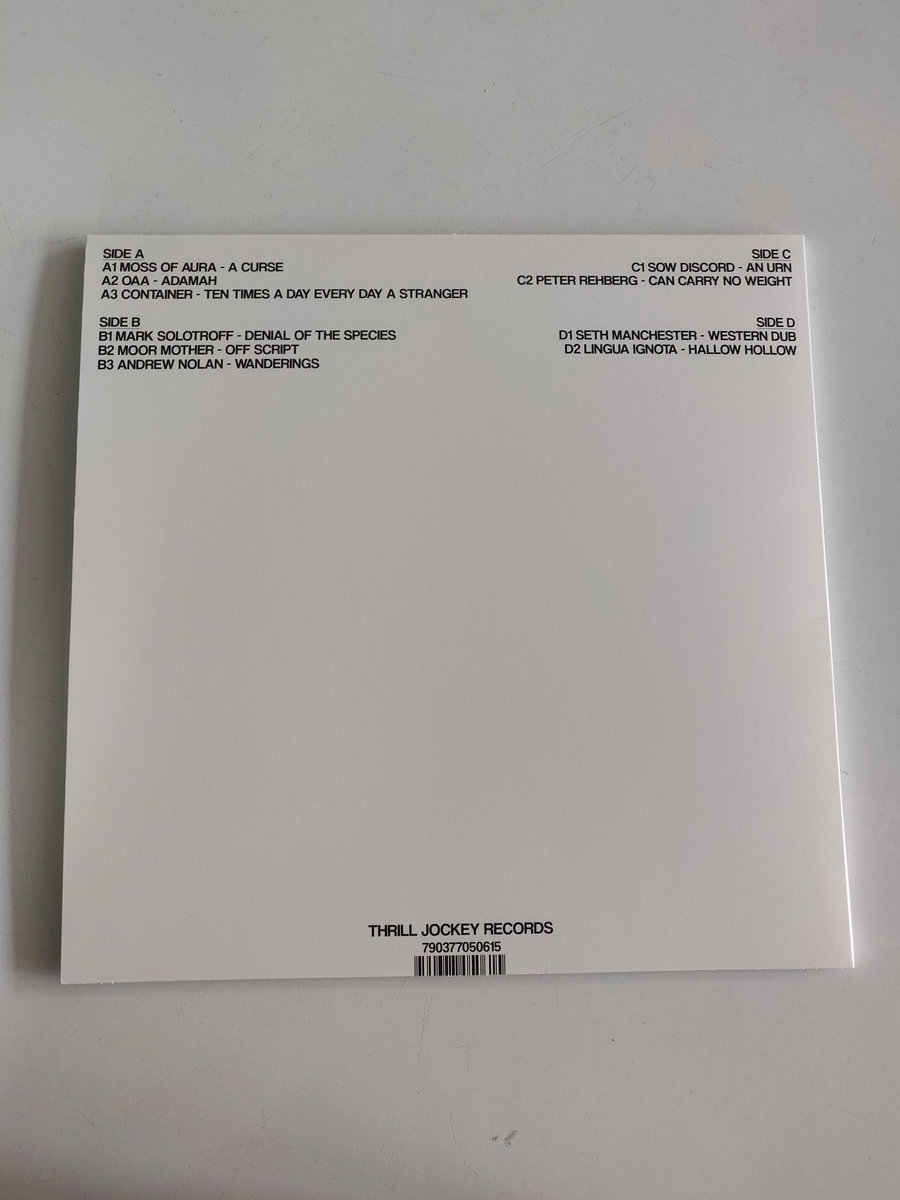 SIDE A
A1 MOSS OF AURA - A CURSE
A2 OAA - ADAMAH
A3 CONTAINER - TEN TIMES A DAY EVERY DAY A STRANGER
SIDE B
B1 MARK SOLOTROFF - DENIAL OF THE SPECIES
B2 MOOR MOTHER - OFF SCRIPT
B3 ANDREW NOLAN - WANDERINGS
SIDE C
C1 SOW DISCORD - AN URN
C2 PETER REHBERG - CAN CARRY NO WEIGHT
SIDE D
D1 SETH MANCHESTER - WESTERN DUB
D2 LINGUA IGNOTA - HALLOW HOLLOW
THRILL JOCKEY RECORDS
790377050615